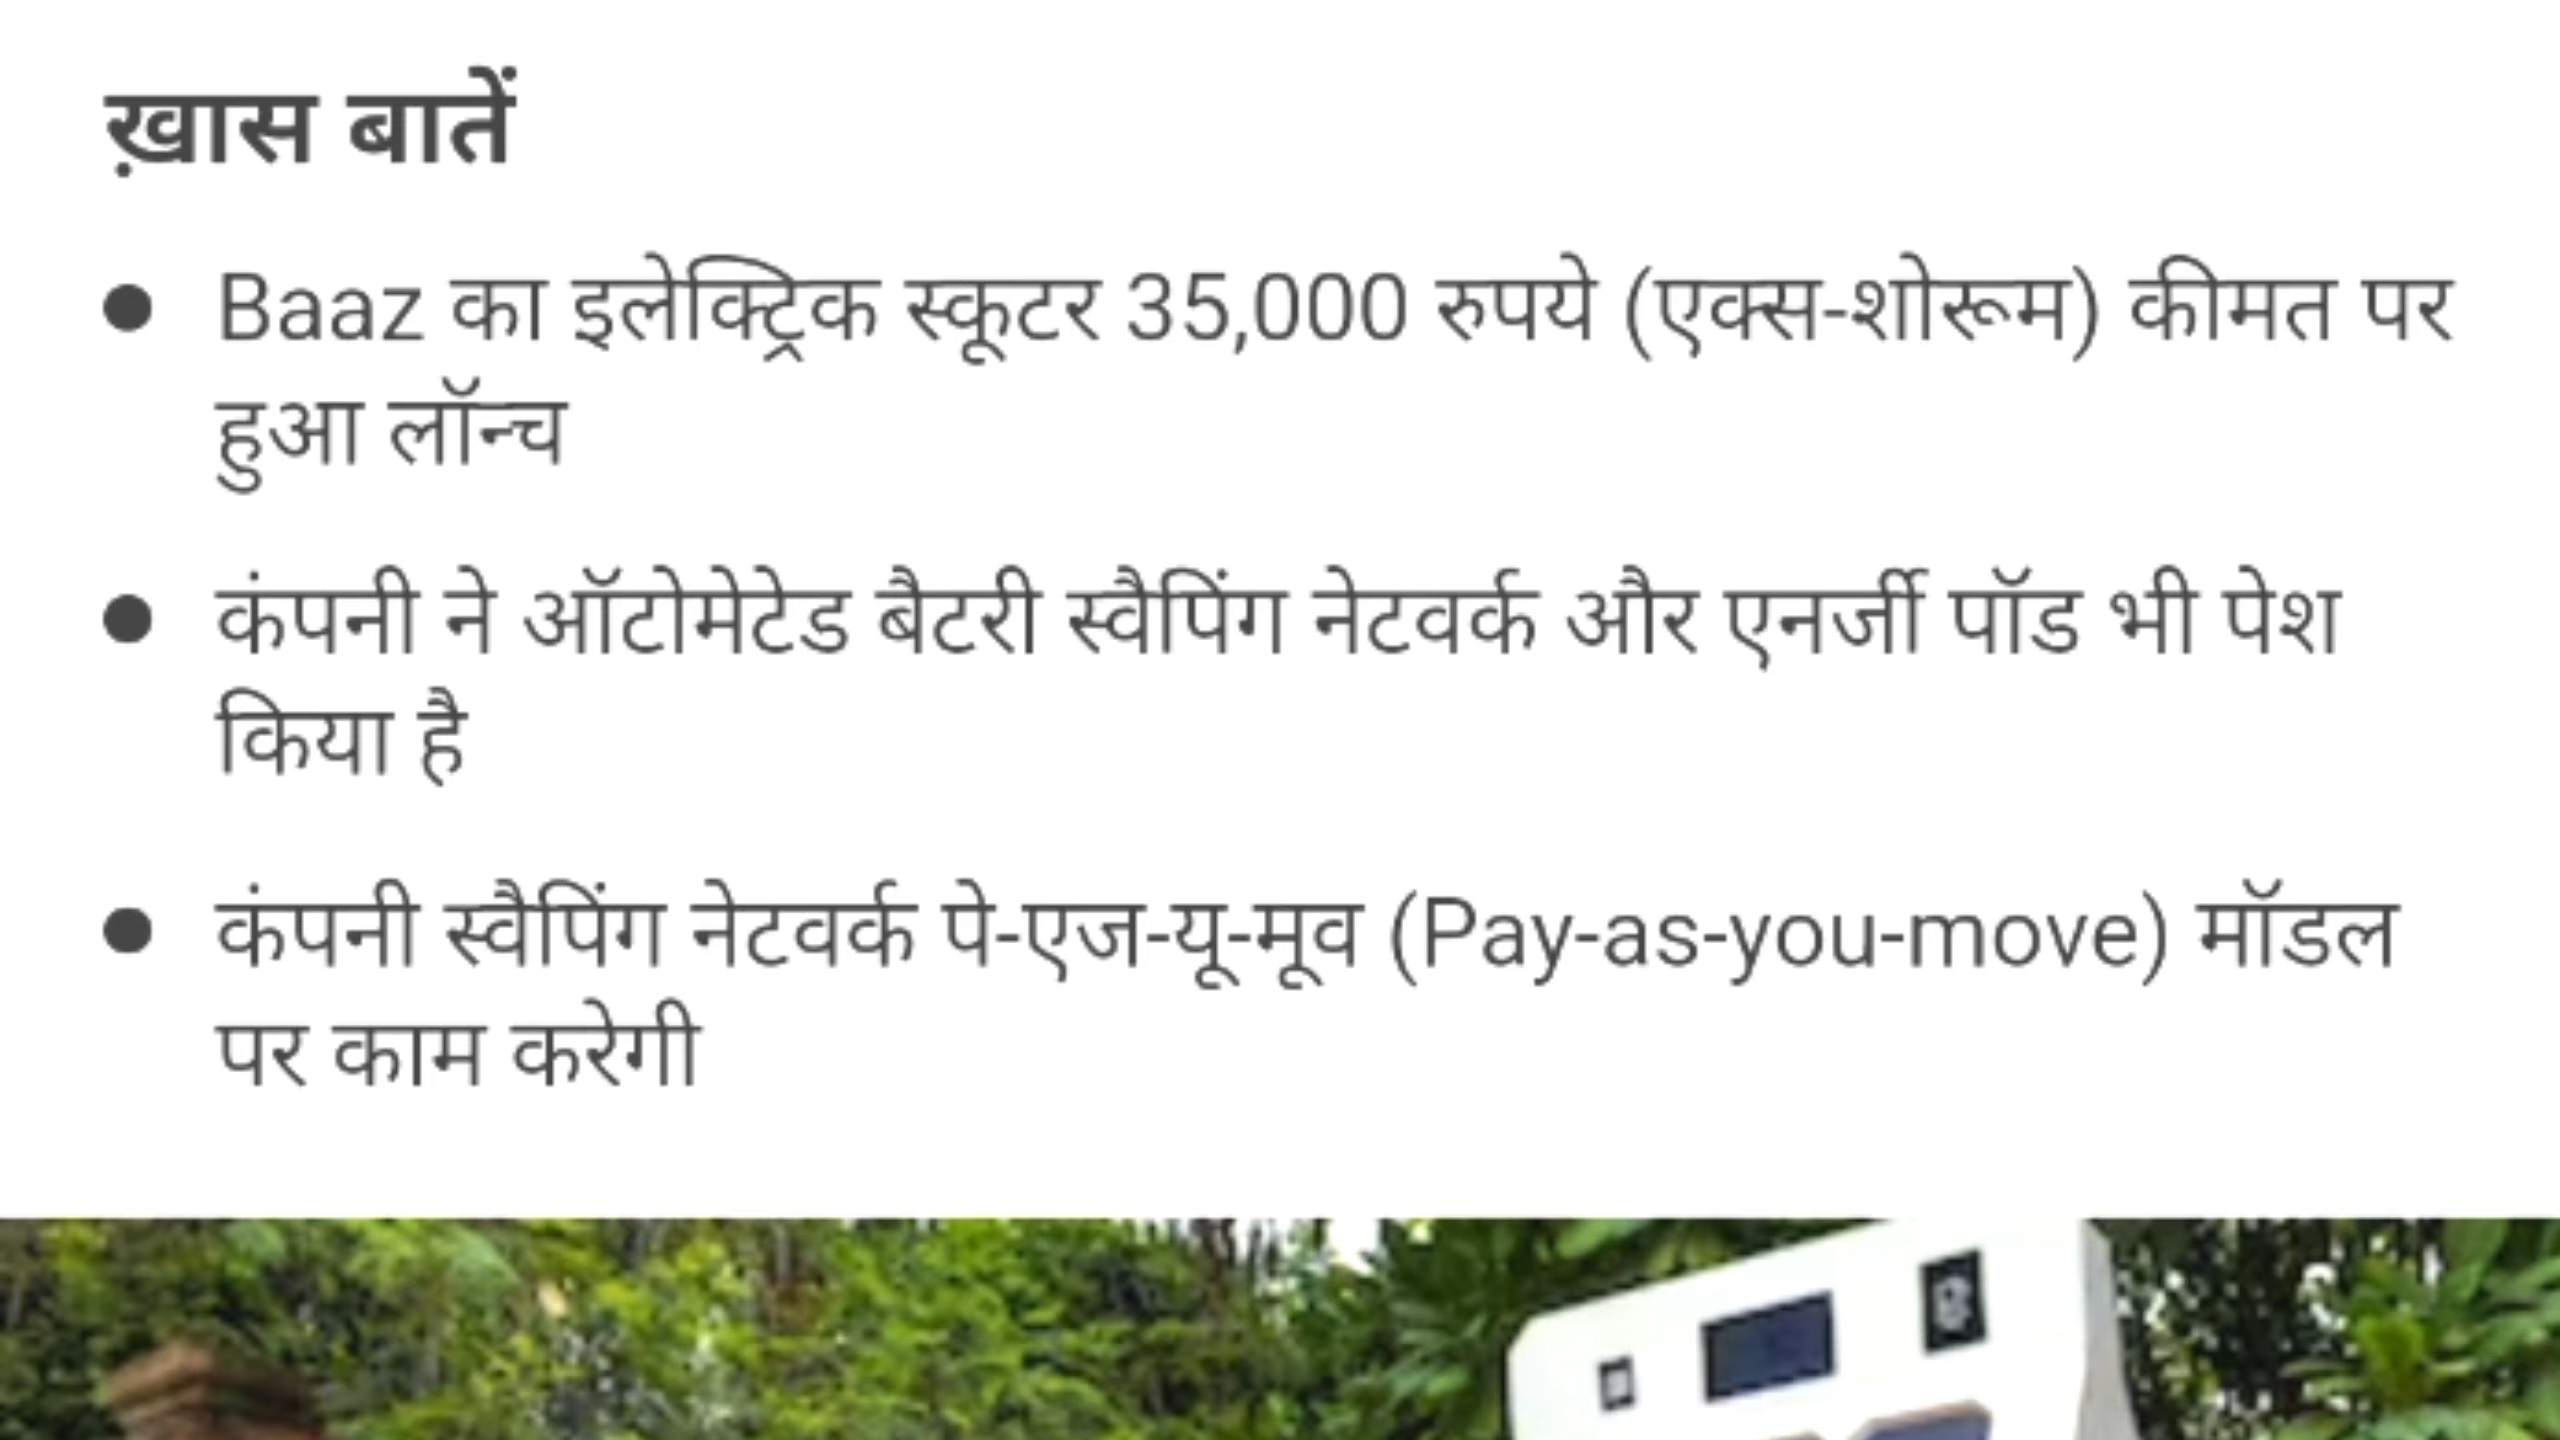 ख़ास बातें
Baaz का इलेक्ट्रिक स्कूटर 35,000 रुपये (एक्स-शोरूम) कीमत पर
हुआ लॉन्च
कंपनी ने ऑटोमेटेड बैटरी स्वैपिंग नेटवर्क और एनर्जी पॉड भी पेश
किया है
कंपनी स्वैपिंग नेटवर्क पे-एज-यू-मूव (Pay-as-you-move) मॉडल
पर काम करेगी